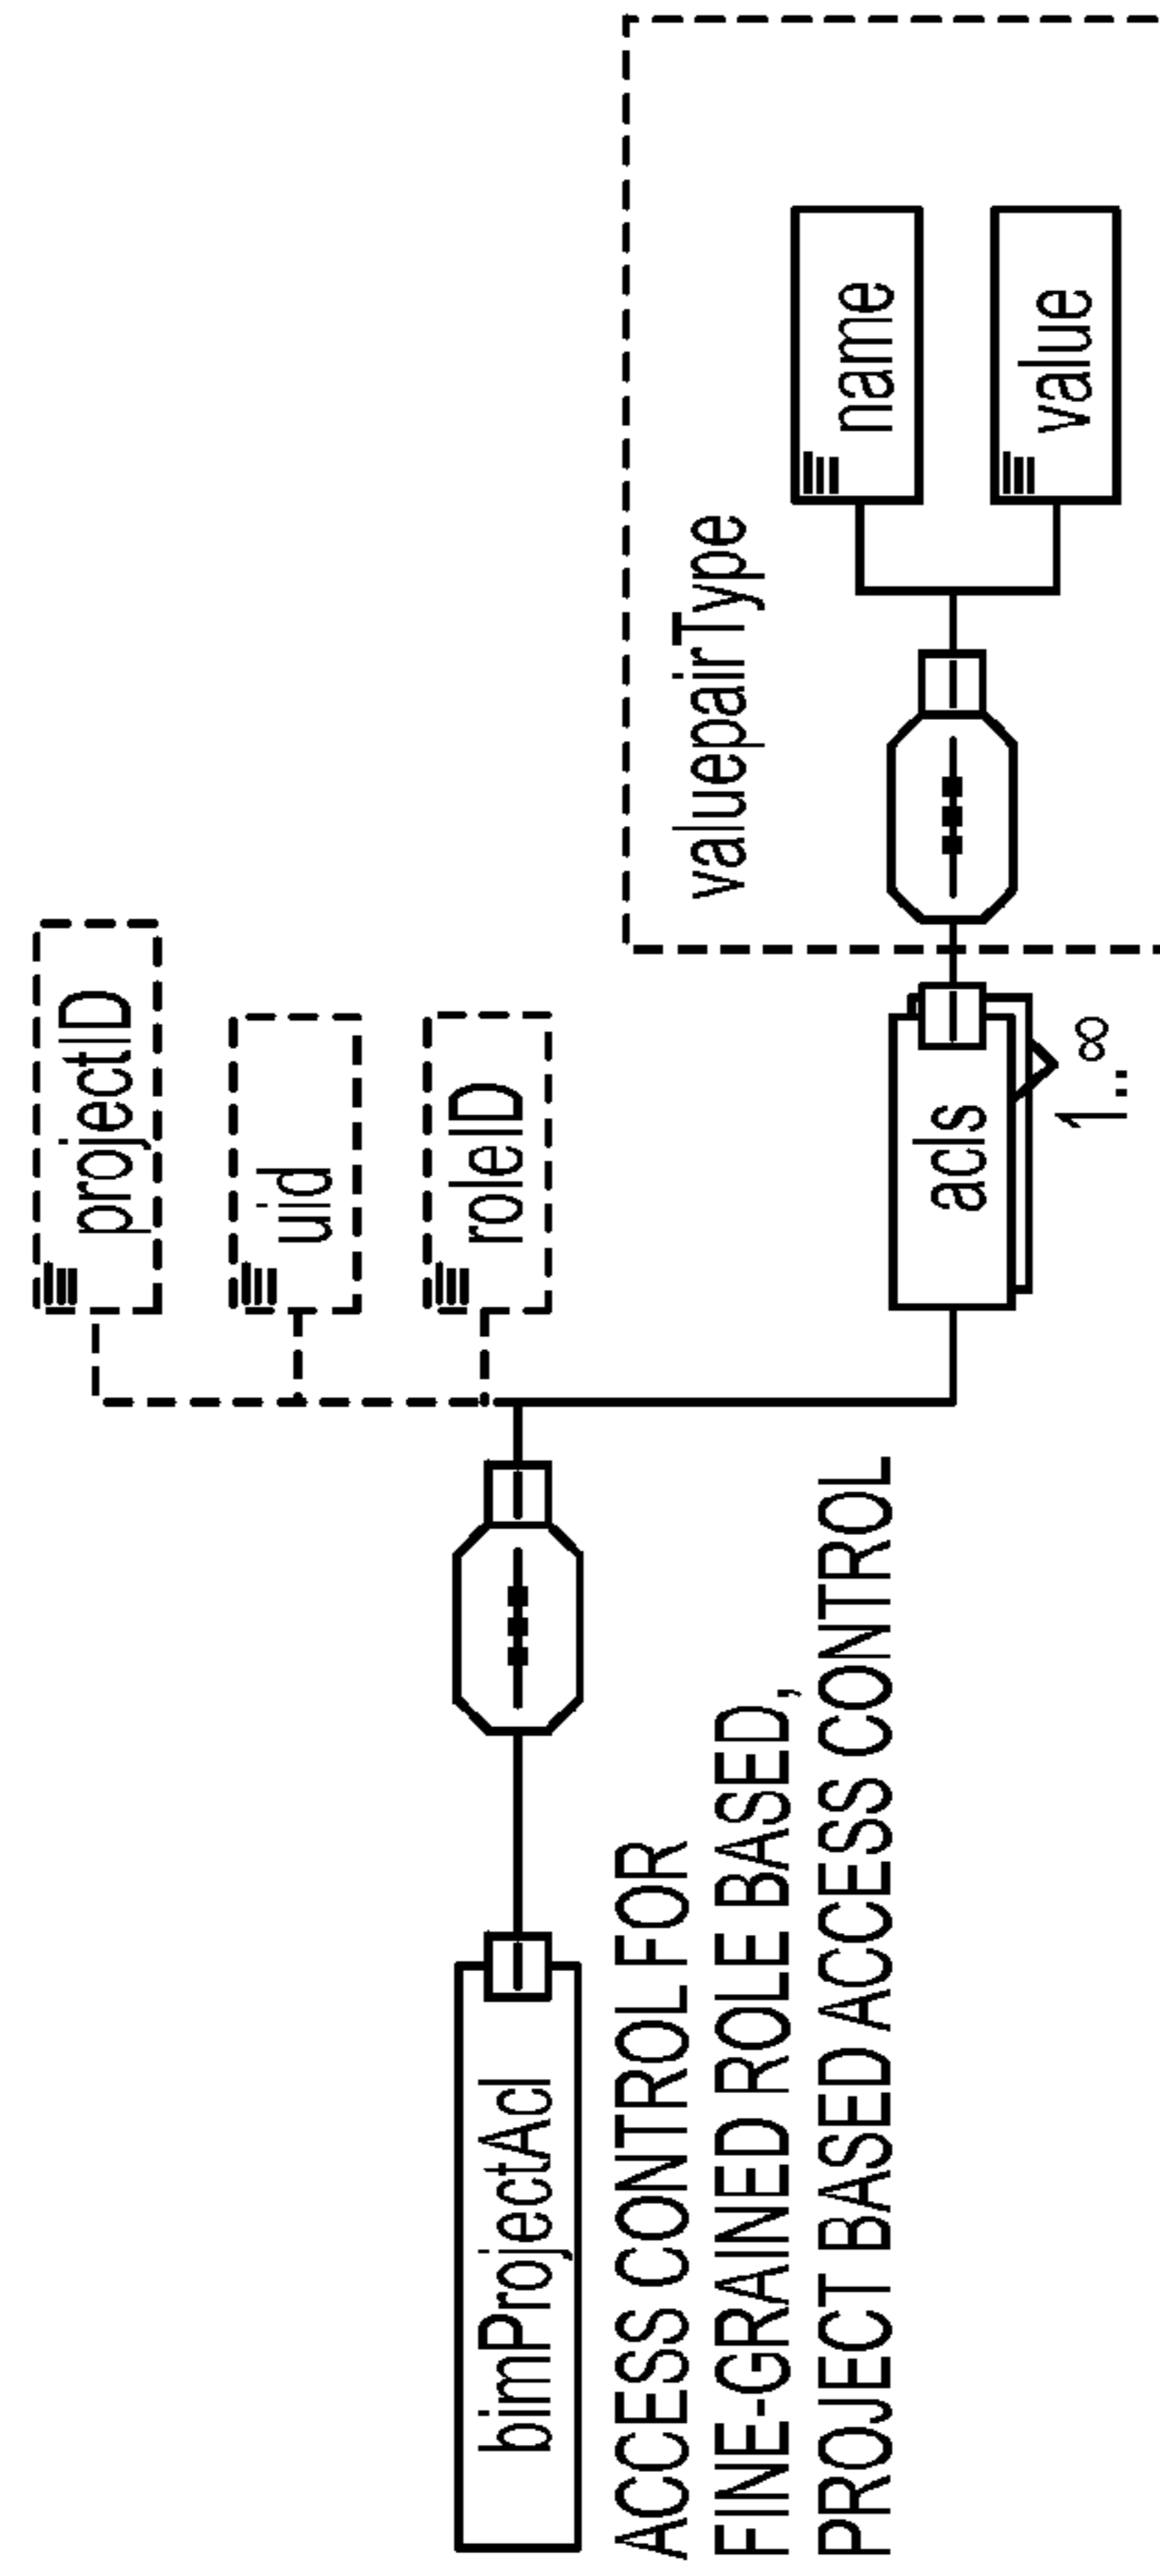 projectID
uid
roleID
bimProjectAcl
ACCESS CONTROL FOR
FINE-GRAINED ROLE BASED,
PROJECT BASED ACCESS CONTROL
acls
1..∞
valuepairType
name
value